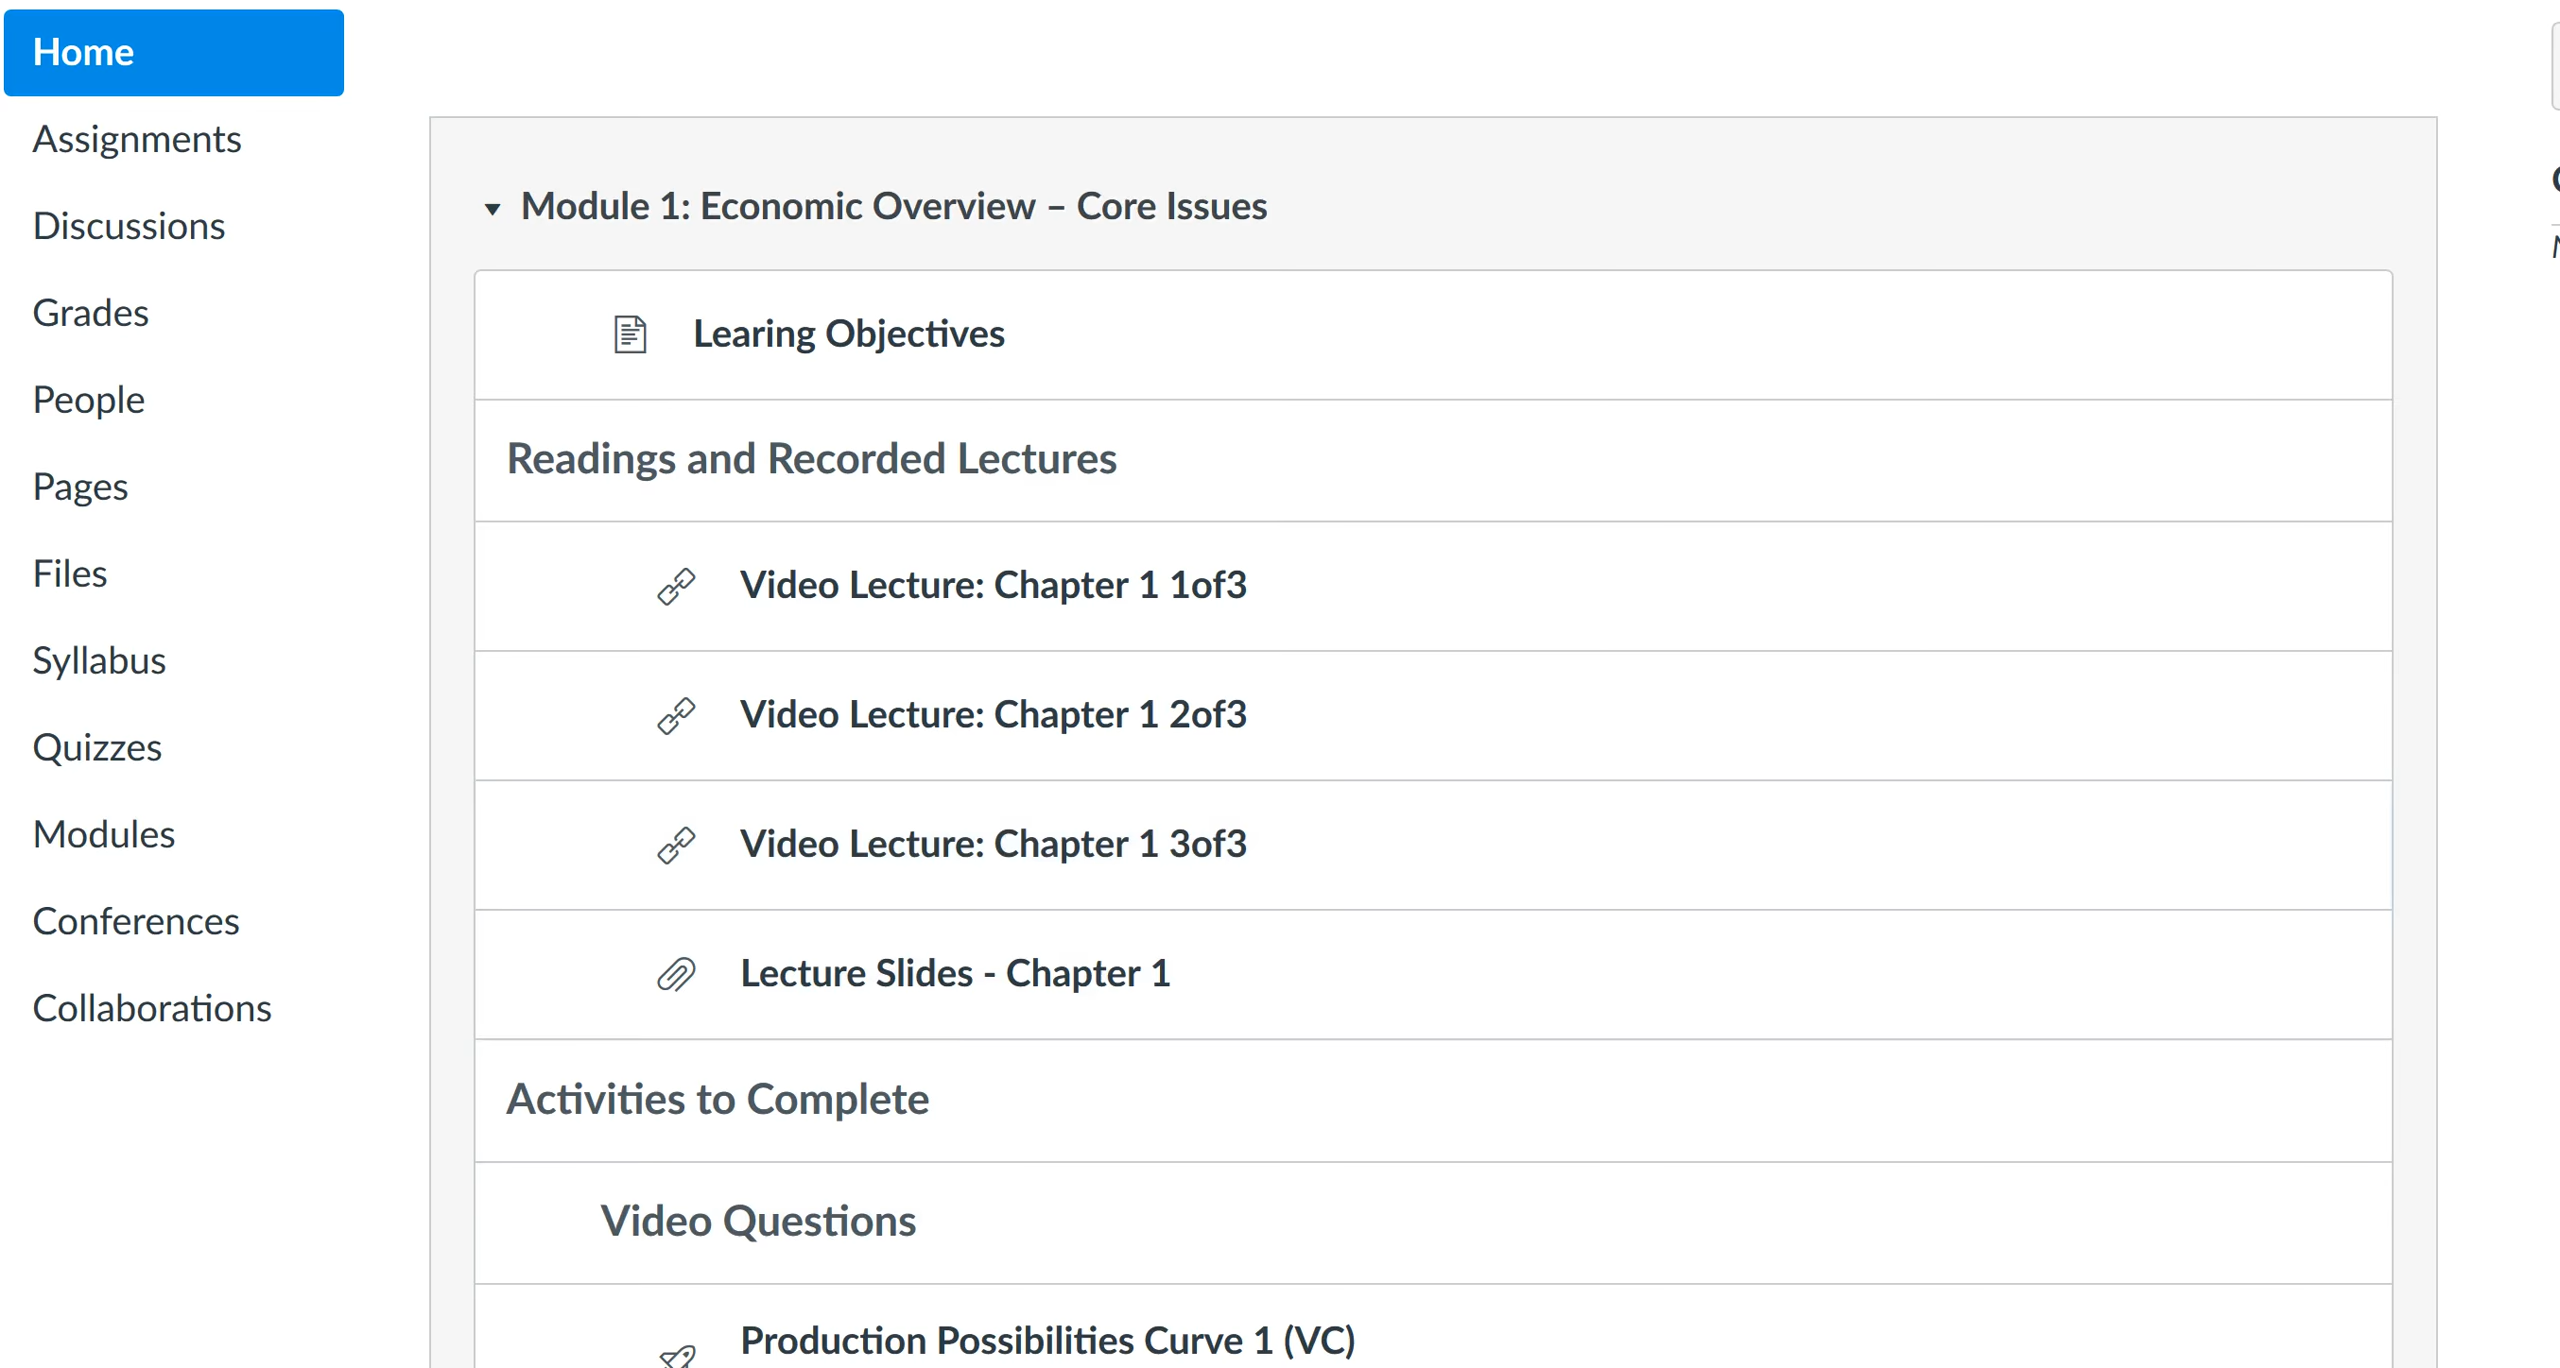 Home
Assignments
Discussions
Grades
People
Pages
Files
Syllabus
Quizzes
Modules
Conferences
Collaborations
Module 1: Economic Overview – Core Issues
Learing Objectives
Readings and Recorded Lectures
Video Lecture: Chapter 1 1of3
Video Lecture: Chapter 1 2of3
Video Lecture: Chapter 1 3of3
Lecture Slides - Chapter 1
Activities to Complete
Video Questions
Production Possibilities Curve 1 (VC)